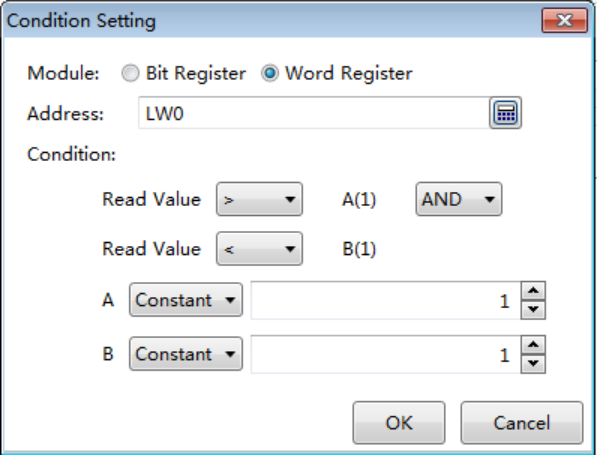 Condition Setting
Module: Bit Register Word Register
Address: LW0
Condition:
Read Value > A(1) AND
Read Value < B(1)
A Constant 1
B Constant 1
OK Cancel